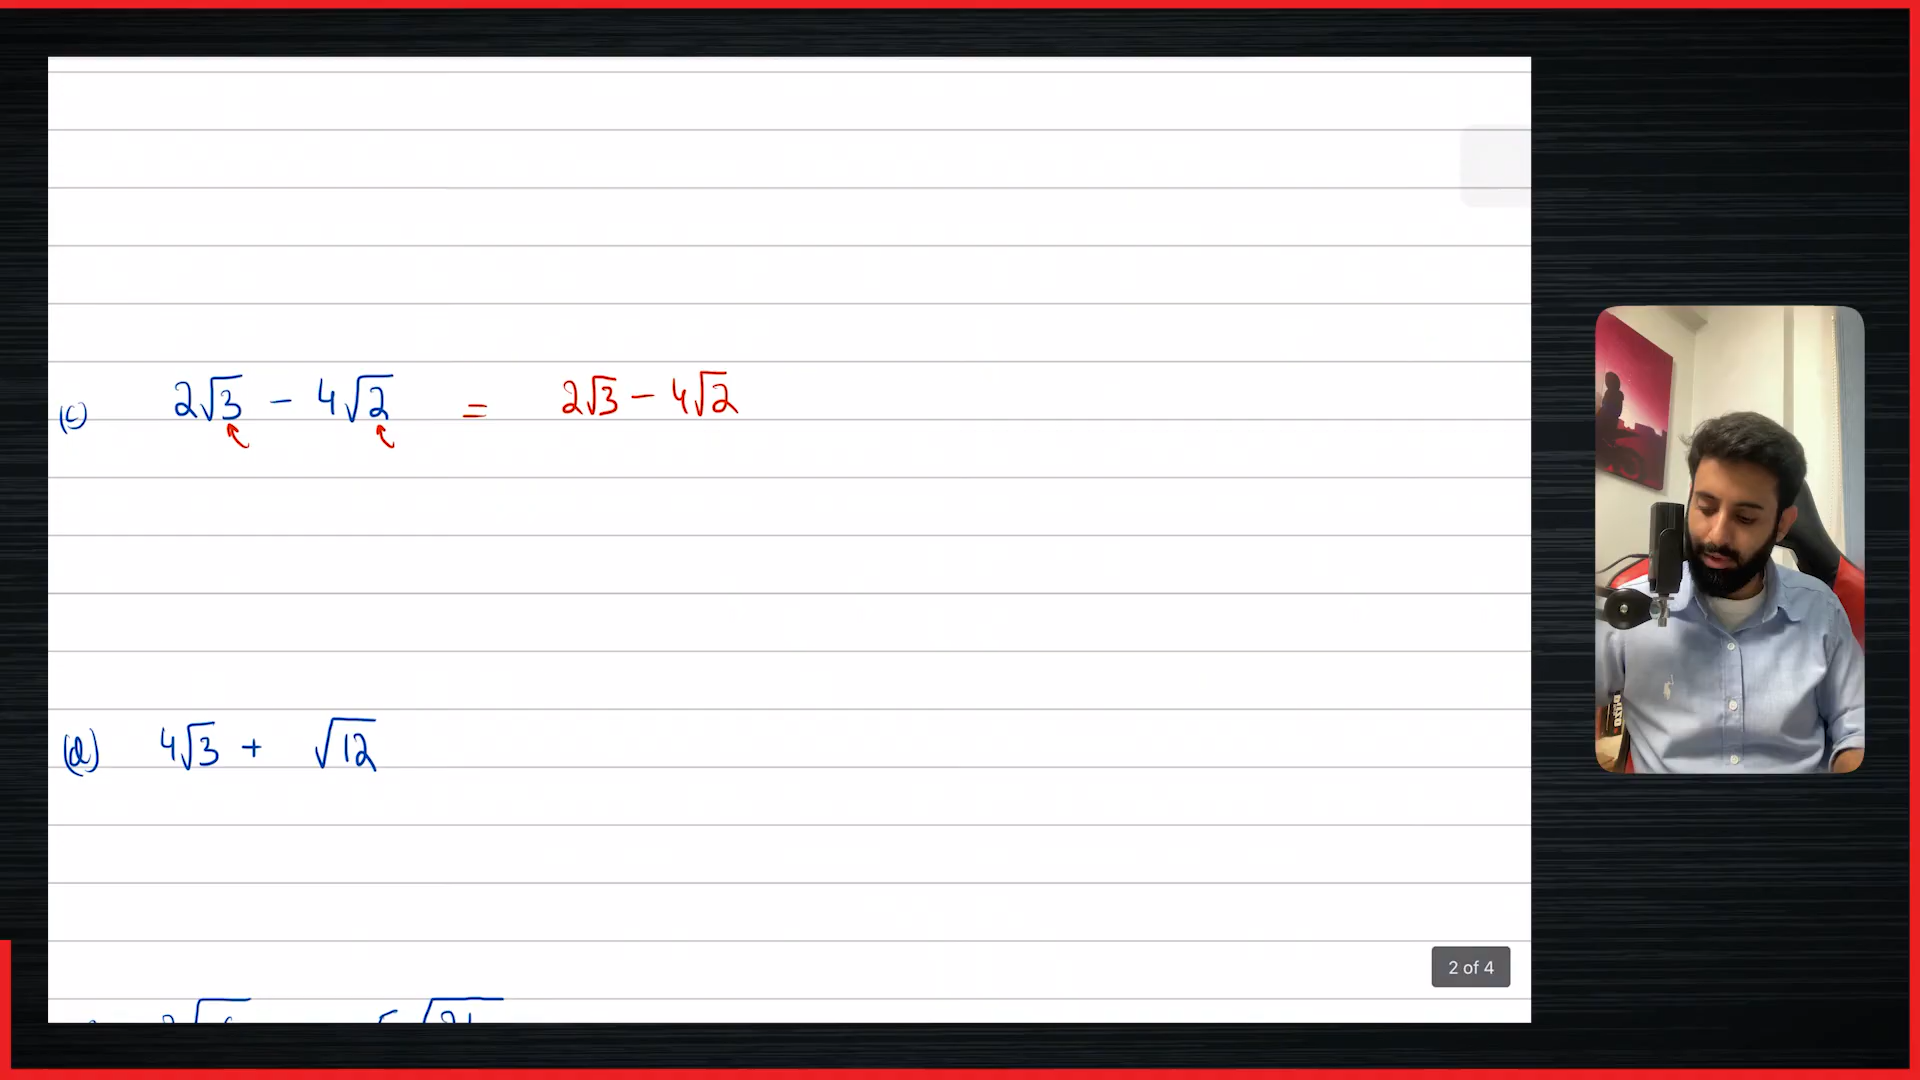 (c) 2√3 - 4√2 = 2√3 - 4√2
(d) 4√3 + √12
2 of 4